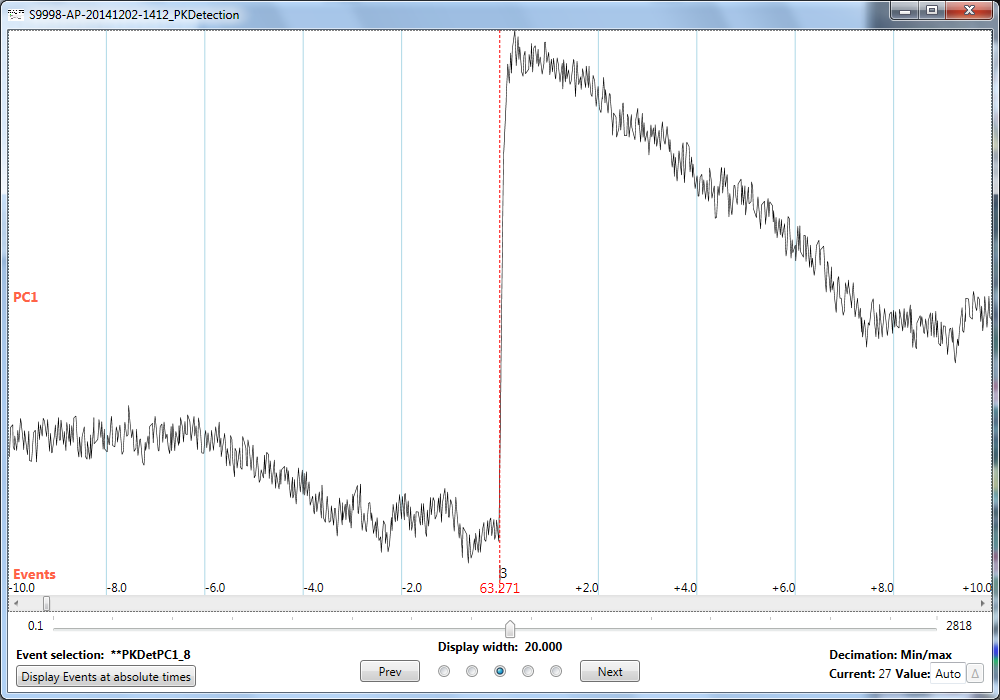 S9998-AP-20141202-1412_PKDetection
PC1
Events
3
-10.0 -8.0 -6.0 -4.0 -2.0 63.271 +2.0 +4.0 +6.0 +8.0 +10.0
0.1 2818
Display width: 20.000
Event selection: **PKDetPC1_8
Decimation: Min/max
Display Events at absolute times
Prev
Next
Current: 27 Value: Auto Δ